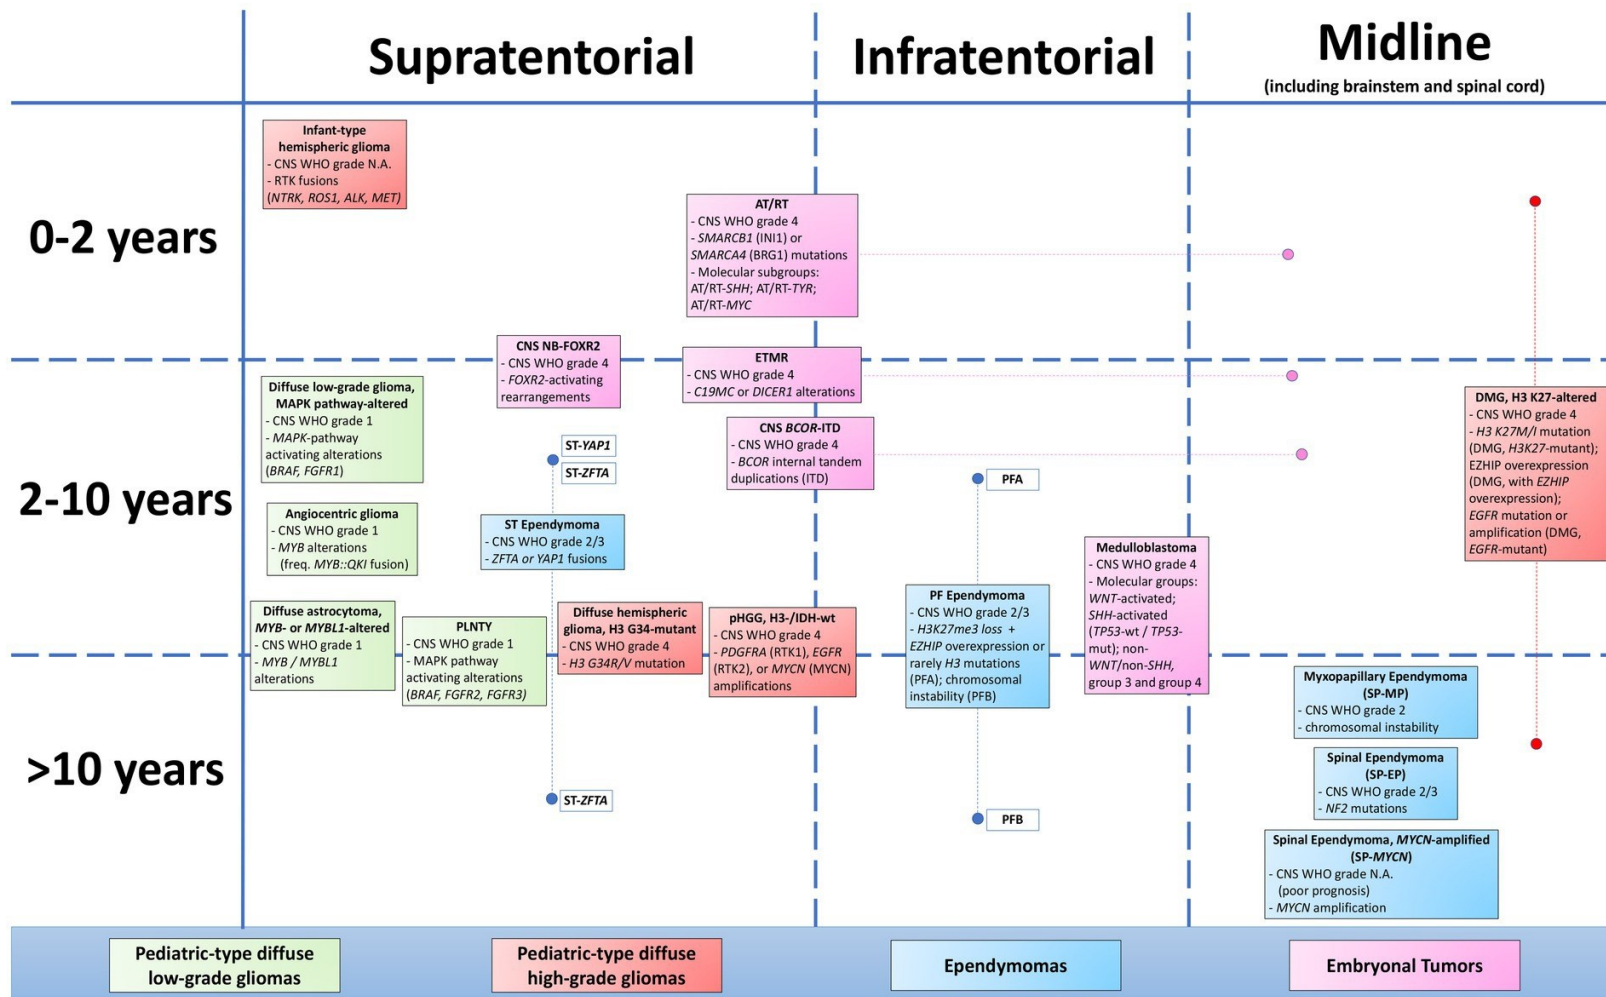 Supratentorial
Infratentorial
Midline
(including brainstem and spinal cord)
0-2 years
Infant-type
hemispheric glioma
- CNS WHO grade N.A.
- RTK fusions
(NTRK, ROS1, ALK, MET)
AT/RT
- CNS WHO grade 4
- SMARCB1 (INI1) or
SMARCA4 (BRG1) mutations
- Molecular subgroups:
AT/RT-SHH; AT/RT-TYR;
AT/RT-MYC
CNS NB-FOXR2
- CNS WHO grade 4
- FOXR2-activating
rearrangements
ETMR
- CNS WHO grade 4
- C19MC or DICER1 alterations
2-10 years
Diffuse low-grade glioma,
MAPK pathway-altered
- CNS WHO grade 1
- MAPK-pathway
activating alterations
(BRAF, FGFR1)
CNS BCOR-ITD
- CNS WHO grade 4
- BCOR internal tandem
duplications (ITD)
DMG, H3 K27-altered
- CNS WHO grade 4
- H3 K27M/I mutation
(DMG, H3K27-mutant);
EZHIP overexpression
(DMG, with EZHIP
overexpression);
EGFR mutation or
amplification (DMG,
EGFR-mutant)
ST-YAP1
ST-ZFTA
PFA
Angiocentric glioma
- CNS WHO grade 1
- MYB alterations
(freq. MYB::QKI fusion)
ST Ependymoma
- CNS WHO grade 2/3
- ZFTA or YAP1 fusions
Medulloblastoma
- CNS WHO grade 4
- Molecular groups:
WNT-activated;
SHH-activated
(TP53-wt / TP53-
mut); non-
WNT/non-SHH,
group 3 and group 4
PF Ependymoma
- CNS WHO grade 2/3
- H3K27me3 loss +
EZHIP overexpression or
rarely H3 mutations
(PFA); chromosomal
instability (PFB)
Diffuse astrocytoma,
MYB- or MYBL1-altered
- CNS WHO grade 1
- MYB / MYBL1
alterations
PLNTY
- CNS WHO grade 1
- MAPK pathway
activating alterations
(BRAF, FGFR2, FGFR3)
Diffuse hemispheric
glioma, H3 G34-mutant
- CNS WHO grade 4
- H3 G34R/V mutation
pHGG, H3-/IDH-wt
- CNS WHO grade 4
- PDGFRA (RTK1), EGFR
(RTK2), or MYCN (MYCN)
amplifications
>10 years
Myxopapillary Ependymoma
(SP-MP)
- CNS WHO grade 2
- chromosomal instability
Spinal Ependymoma
(SP-EP)
- CNS WHO grade 2/3
- NF2 mutations
ST-ZFTA
PFB
Spinal Ependymoma, MYCN-amplified
(SP-MYCN)
- CNS WHO grade N.A.
(poor prognosis)
- MYCN amplification
Pediatric-type diffuse
low-grade gliomas
Pediatric-type diffuse
high-grade gliomas
Ependymomas
Embryonal Tumors